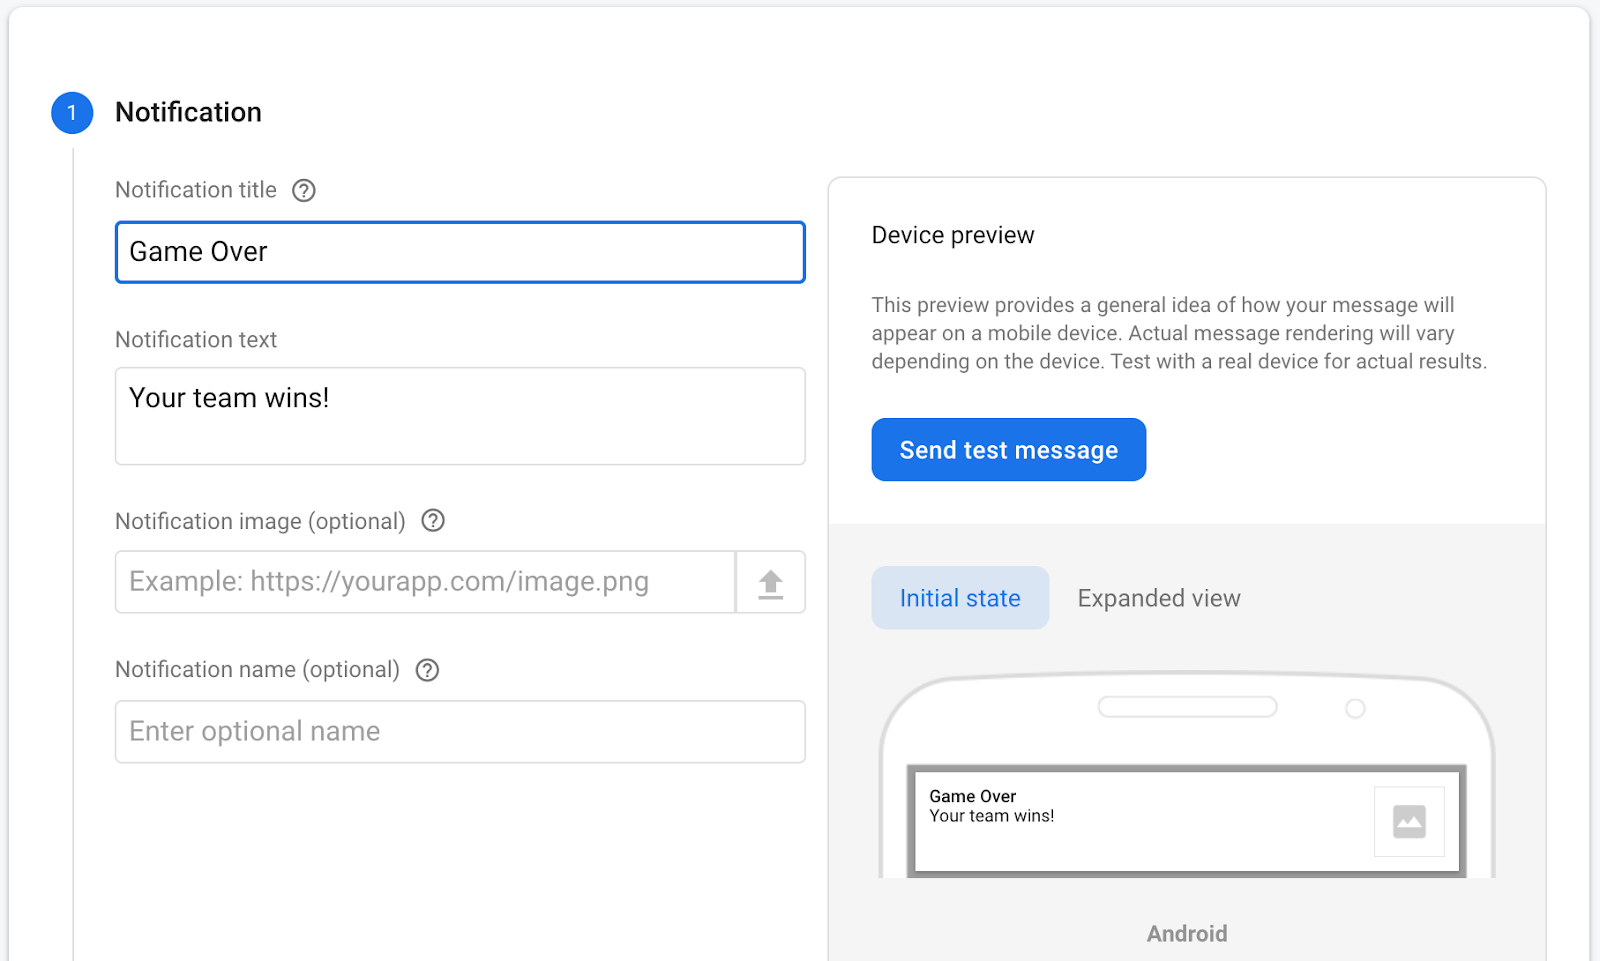 1 Notification
Notification title
Game Over
Notification text
Your team wins!
Notification image (optional)
Example: https://yourapp.com/image.png
Notification name (optional)
Enter optional name
Device preview
This preview provides a general idea of how your message will
appear on a mobile device. Actual message rendering will vary
depending on the device. Test with a real device for actual results.
Send test message
Initial state
Expanded view
Game Over
Your team wins!
Android